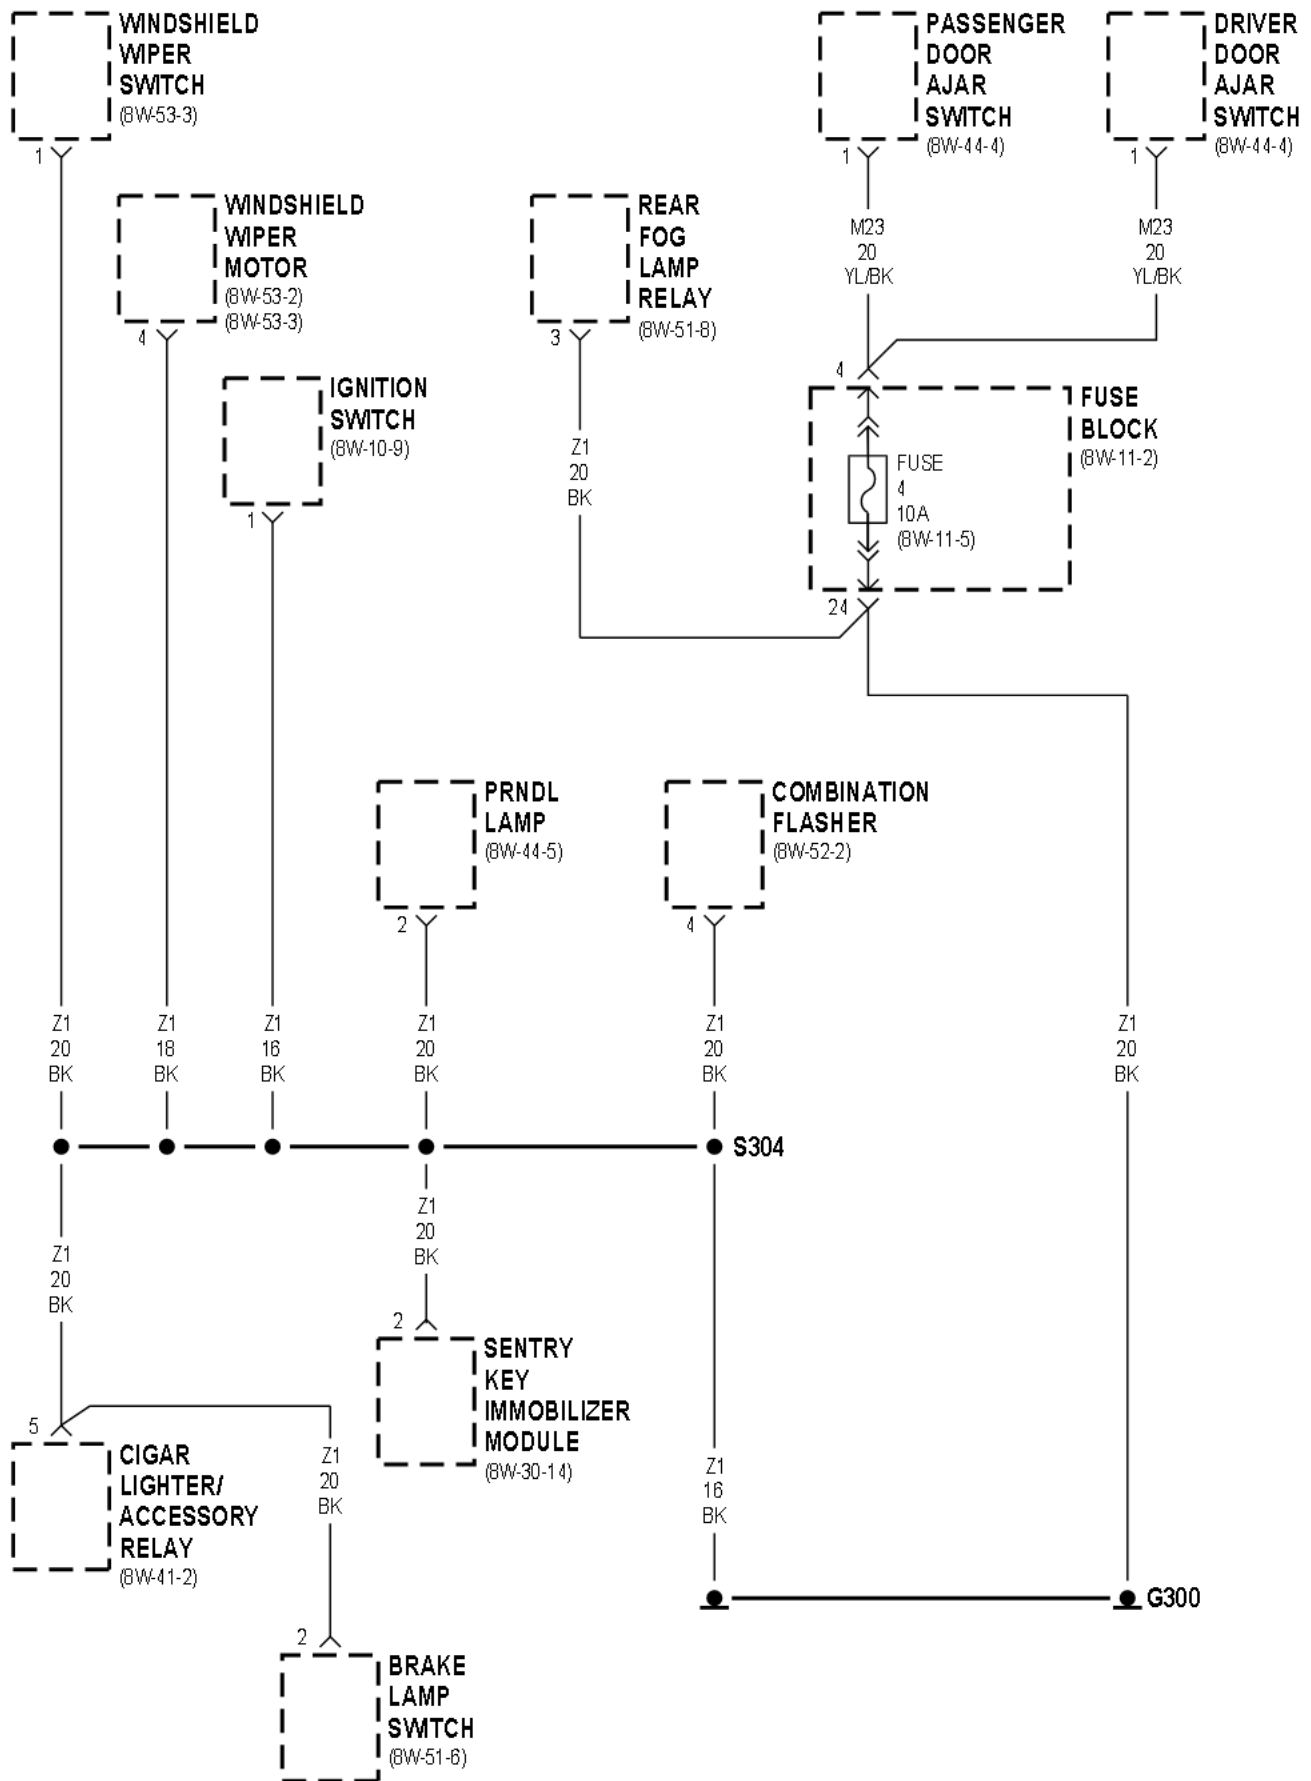 WINDSHIELD
WIPER
SWITCH
(8W-53-3)
1
PASSENGER
DOOR
AJAR
SWITCH
(8W-44-4)
1
DRIVER
DOOR
AJAR
SWITCH
(8W-44-4)
1
WINDSHIELD
WIPER
MOTOR
(8W-53-2)
(8W-53-3)
4
REAR
FOG
LAMP
RELAY
(8W-51-8)
3
M23
20
YL/BK
M23
20
YL/BK
IGNITION
SWITCH
(8W-10-9)
1
Z1
20
BK
4
FUSE
BLOCK
(8W-11-2)
FUSE
4
10A
(8W-11-5)
24
PRNDL
LAMP
(8W-44-5)
2
COMBINATION
FLASHER
(8W-52-2)
4
Z1
20
BK
Z1
18
BK
Z1
16
BK
Z1
20
BK
Z1
20
BK
Z1
20
BK
S304
Z1
20
BK
Z1
20
BK
2
SENTRY
KEY
IMMOBILIZER
MODULE
(8W-30-14)
5
CIGAR
LIGHTER/
ACCESSORY
RELAY
(8W-41-2)
Z1
20
BK
Z1
16
BK
G300
2
BRAKE
LAMP
SWITCH
(8W-51-6)